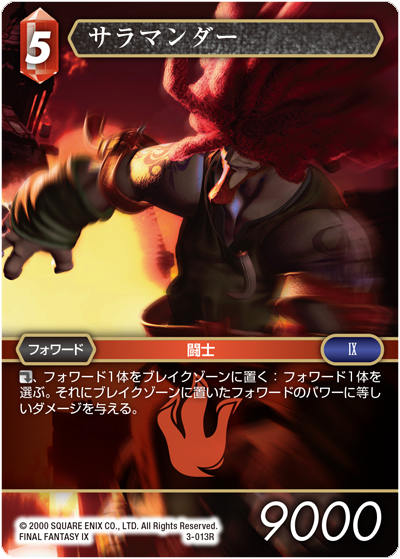 5
サラマンダー
フォワード
闘士
IX
、フォワード1体をブレイクゾーンに置く：フォワード1体を
選ぶ。それにブレイクゾーンに置いたフォワードのパワーに等し
いダメージを与える。
© 2000 SQUARE ENIX CO., LTD. All Rights Reserved.
FINAL FANTASY IX
3-013R
9000